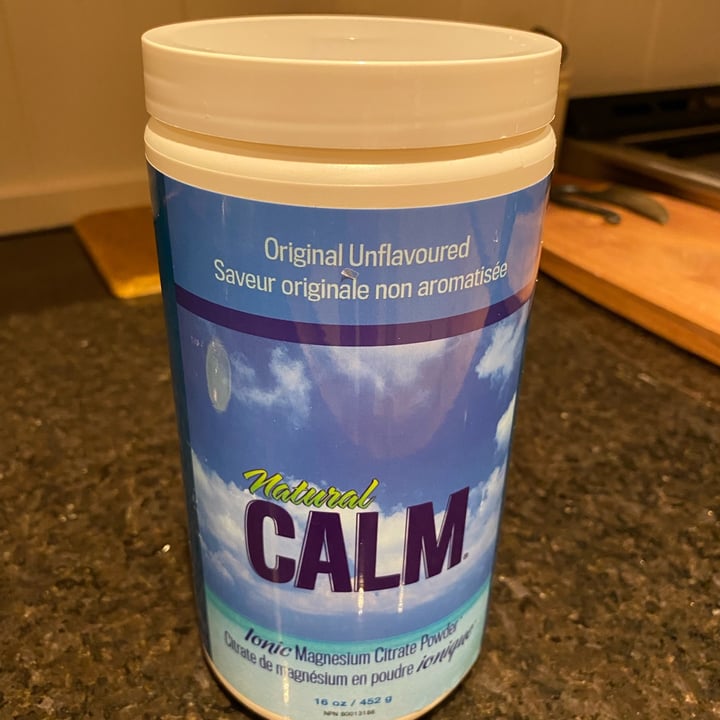 Original Unflavoured
Saveur originale non aromatisée
Natural
CALM
Ionic Magnesium Citrate Powder
Citrate de magnésium en poudre ionique
16 oz / 452 g